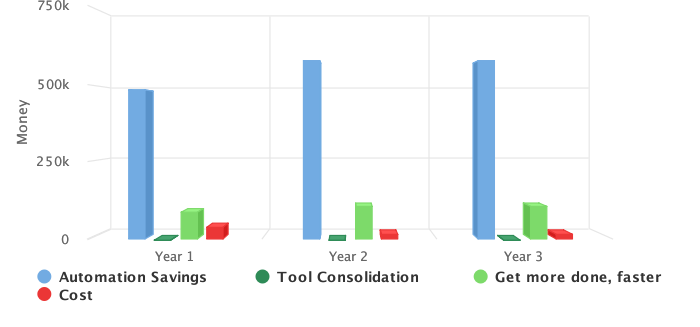 750k
500k
250k
0
Money
Year 1 Year 2 Year 3
Automation Savings Tool Consolidation Get more done, faster
Cost